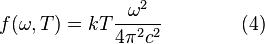 f(ω,T) = kT ω² / 4π²c² (4)